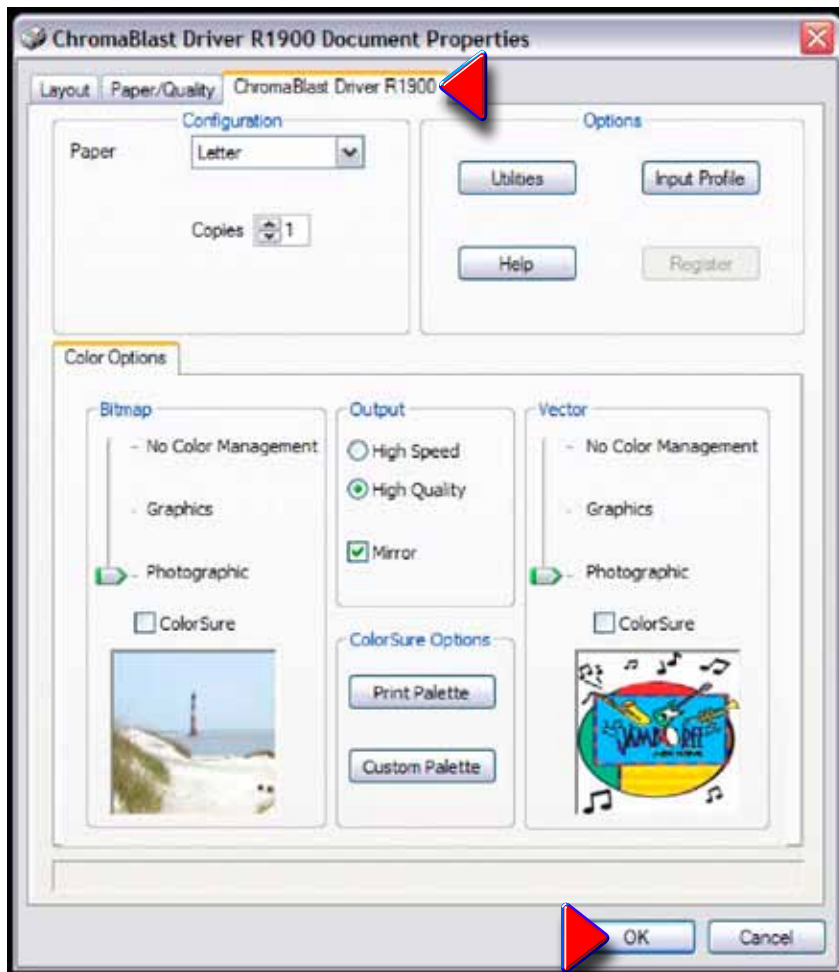 ChromaBlast Driver R1900 Document Properties
Layout
Paper/Quality
ChromaBlast Driver R1900
Configuration
Paper
Letter
Copies
1
Options
Utilities
Input Profile
Help
Register
Color Options
Bitmap
No Color Management
Graphics
Photographic
ColorSure
Output
High Speed
High Quality
Mirror
ColorSure Options
Print Palette
Custom Palette
Vector
No Color Management
Graphics
Photographic
ColorSure
JAMBOREE
OK
Cancel